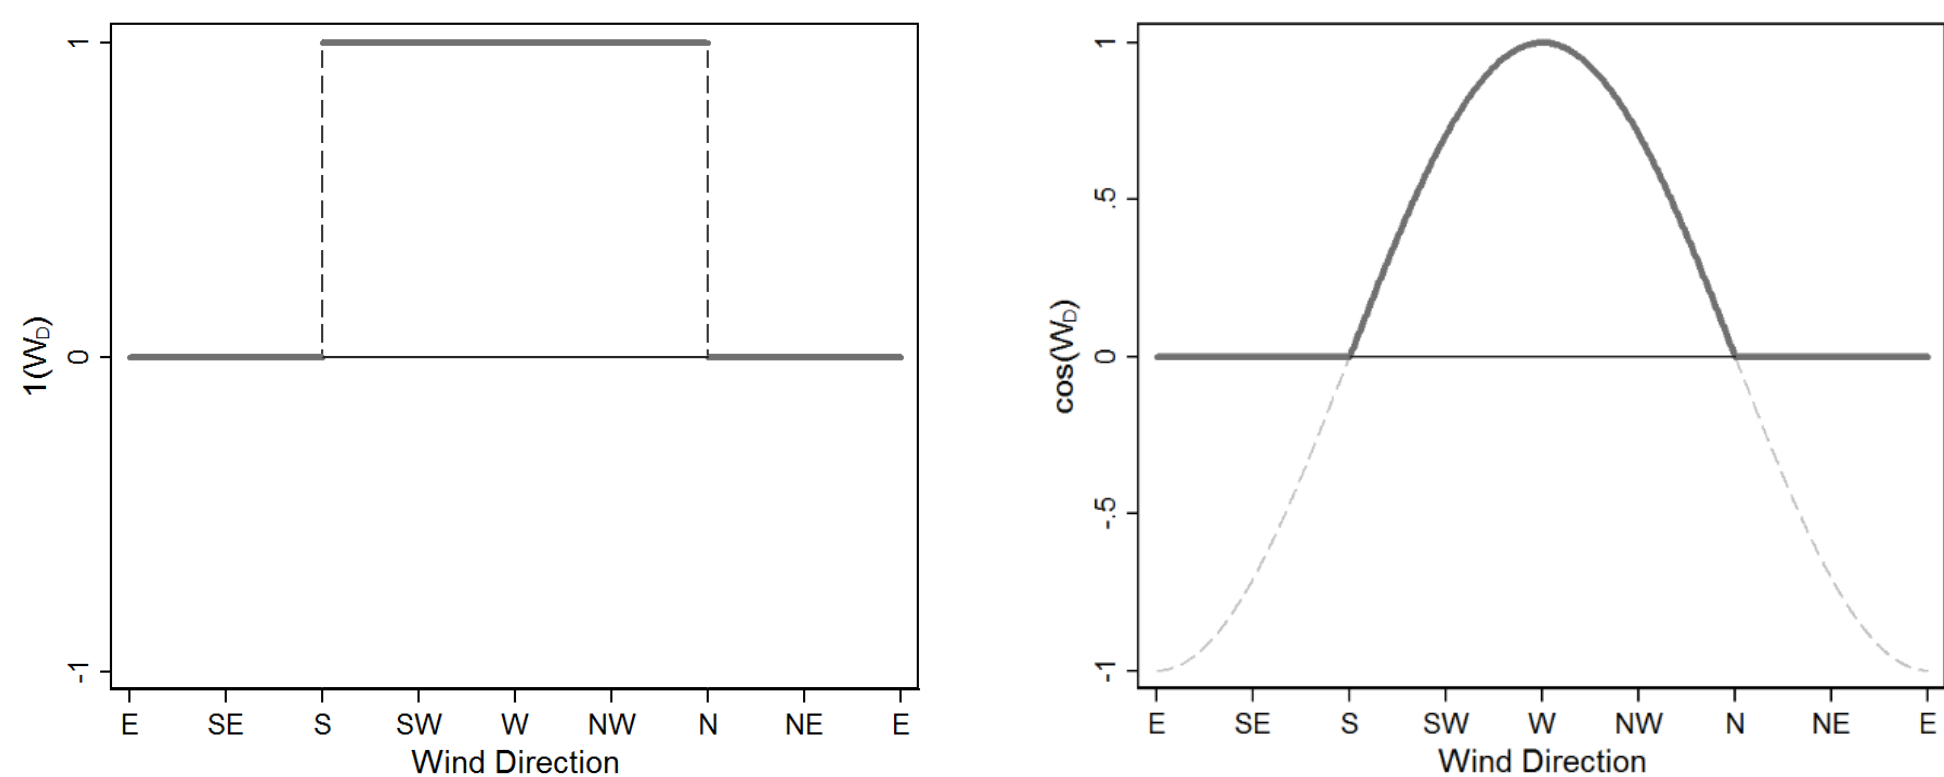 1
0
-1
1(W_D)
E SE S SW W NW N NE E
Wind Direction
1
.5
0
-.5
-1
cos(W_D)
E SE S SW W NW N NE E
Wind Direction